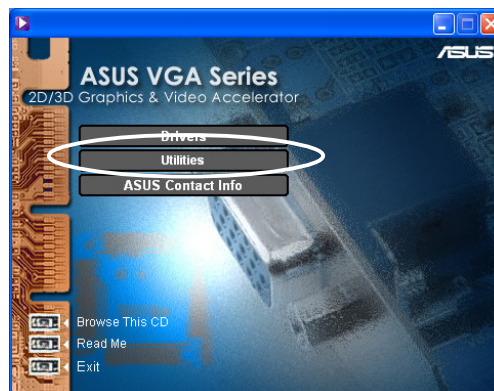 ASUS
ASUS VGA Series
2D/3D Graphics & Video Accelerator
Drivers
Utilities
ASUS Contact Info
Browse This CD
Read Me
Exit